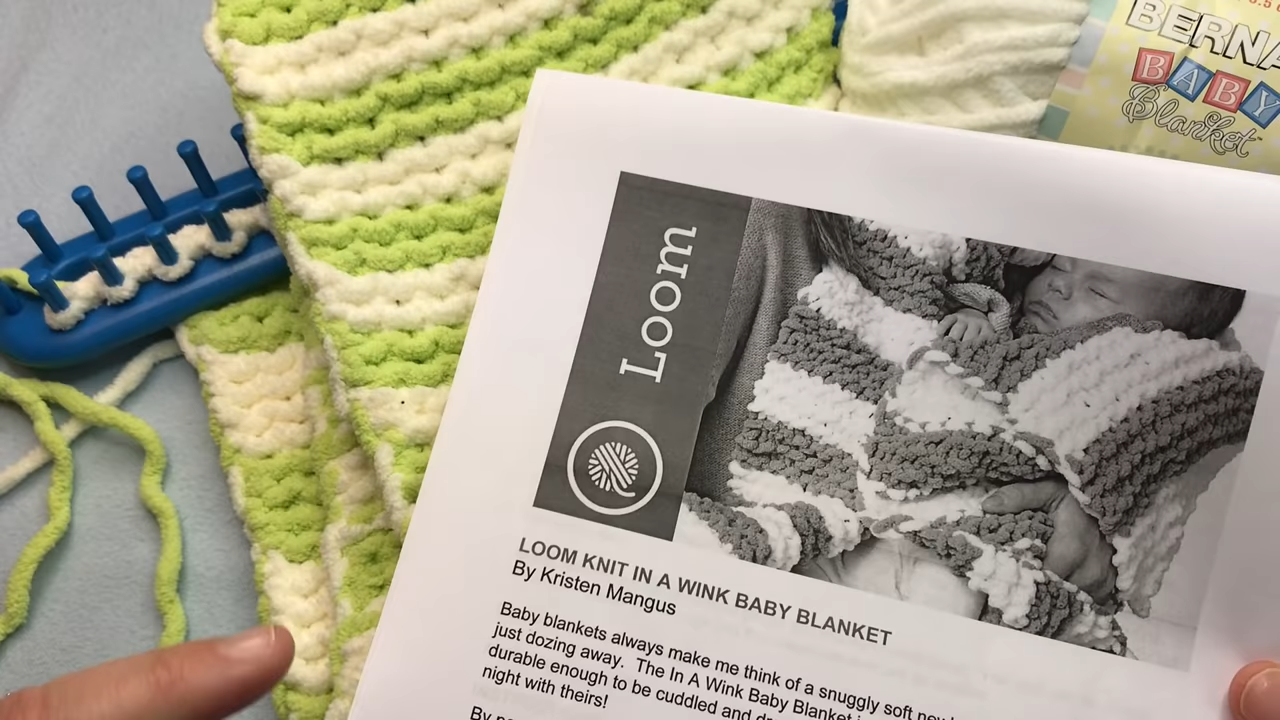 BERNA
BABY
Blanket
Loom
LOOM KNIT IN A WINK BABY BLANKET
By Kristen Mangus
Baby blankets always make me think of a snuggly soft
just dozing away. The In A Wink Baby Blanket
durable enough to be cuddled and
night with theirs!
By